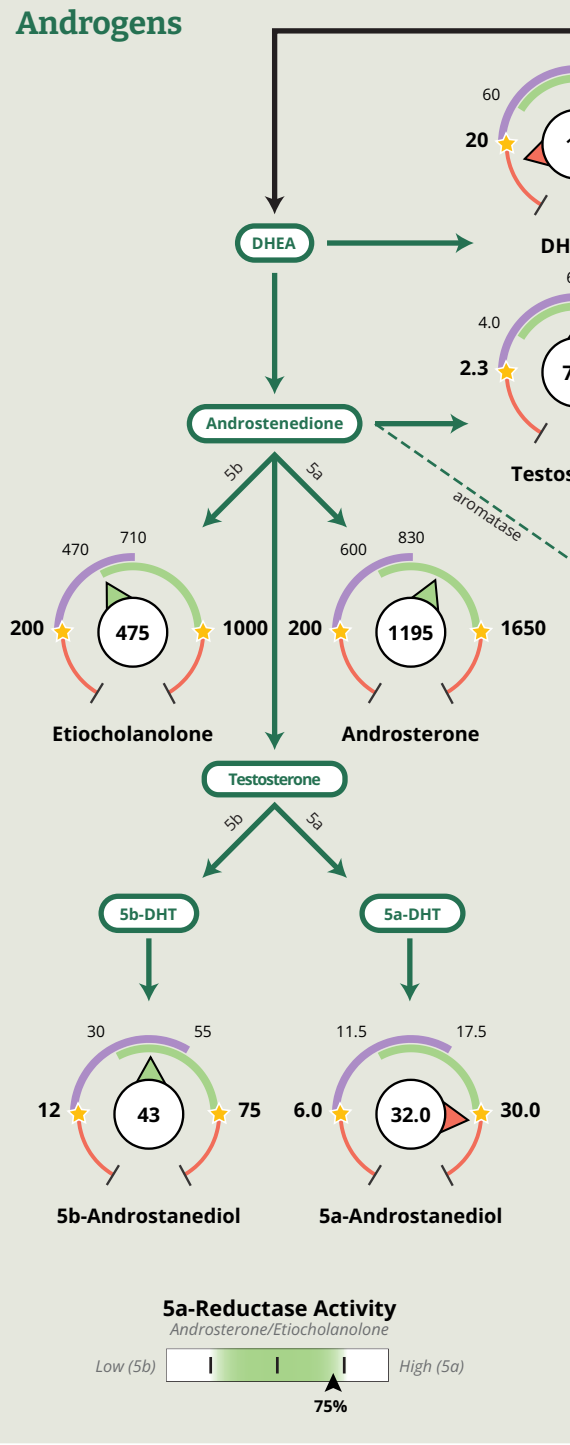 Androgens
60
20
DHEA
4.0
2.3
Androstenedione
5b
5a
aromatase
470
710
600
830
200
475
1000
200
1195
1650
Etiocholanolone
Androsterone
Testosterone
5b
5a
5b-DHT
5a-DHT
30
55
11.5
17.5
12
43
75
6.0
32.0
30.0
5b-Androstanediol
5a-Androstanediol
5a-Reductase Activity
Androsterone/Etiocholanolone
Low (5b)
High (5a)
75%